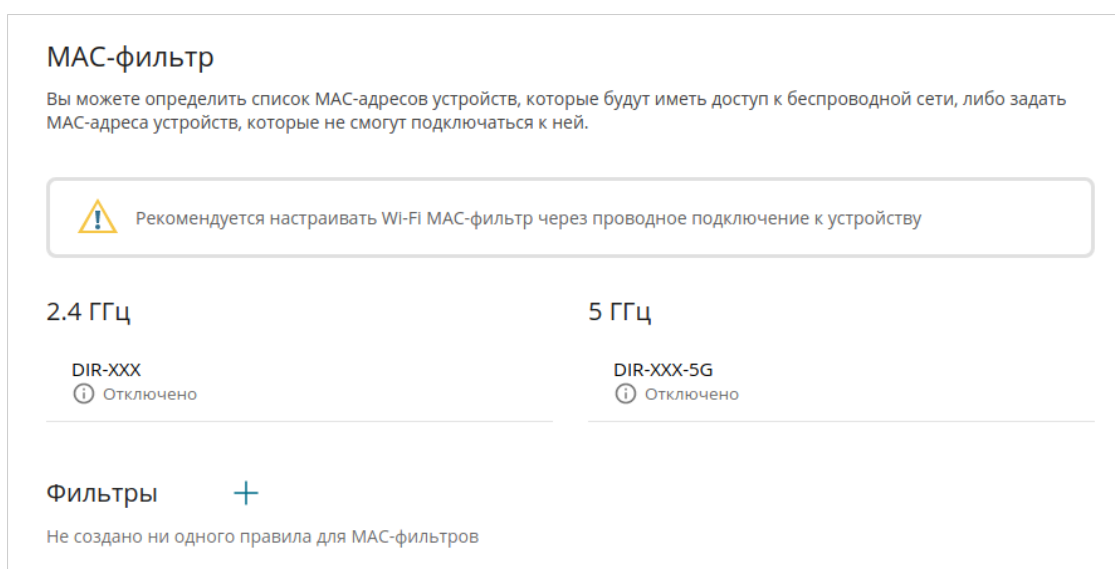 МАС-фильтр
Вы можете определить список МАС-адресов устройств, которые будут иметь доступ к беспроводной сети, либо задать
МАС-адреса устройств, которые не смогут подключаться к ней.
Рекомендуется настраивать Wi-Fi МАС-фильтр через проводное подключение к устройству
2.4 ГГц
5 ГГц
DIR-XXX
DIR-XXX-5G
Отключено
Отключено
Фильтры
Не создано ни одного правила для МАС-фильтров